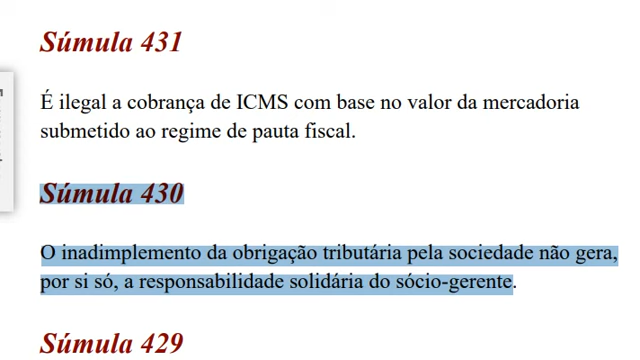 Súmula 431
É ilegal a cobrança de ICMS com base no valor da mercadoria
submetido ao regime de pauta fiscal.
Súmula 430
O inadimplemento da obrigação tributária pela sociedade não gera,
por si só, a responsabilidade solidária do sócio-gerente.
Súmula 429